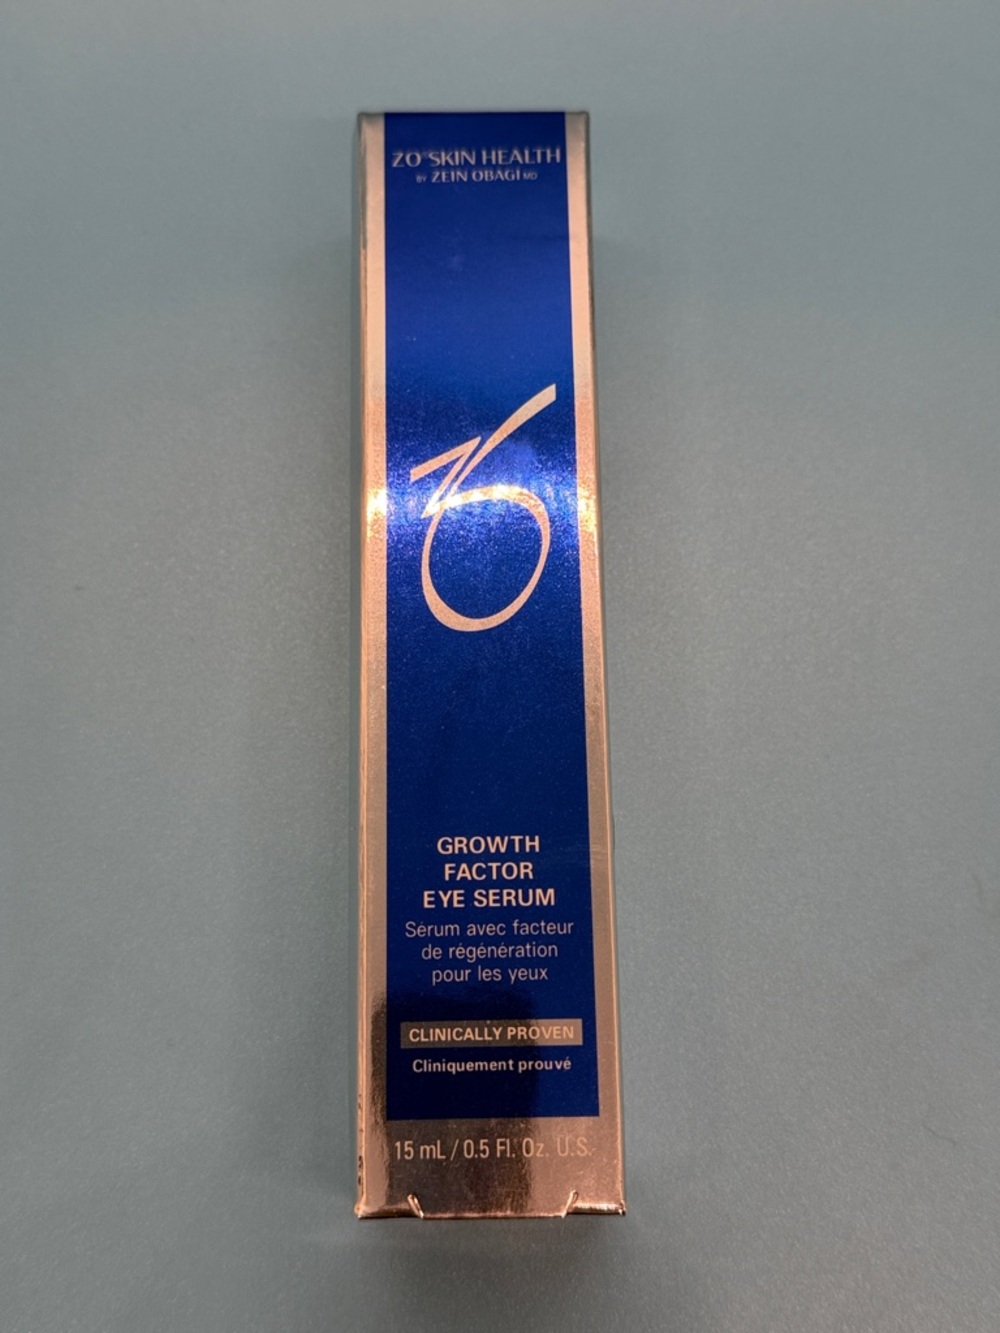 ZO® SKIN HEALTH
BY ZEIN OBAGI MD
GROWTH
FACTOR
EYE SERUM
Sérum avec facteur
de régénération
pour les yeux
CLINICALLY PROVEN
Cliniquement prouvé
15 mL / 0.5 Fl. Oz. U.S.